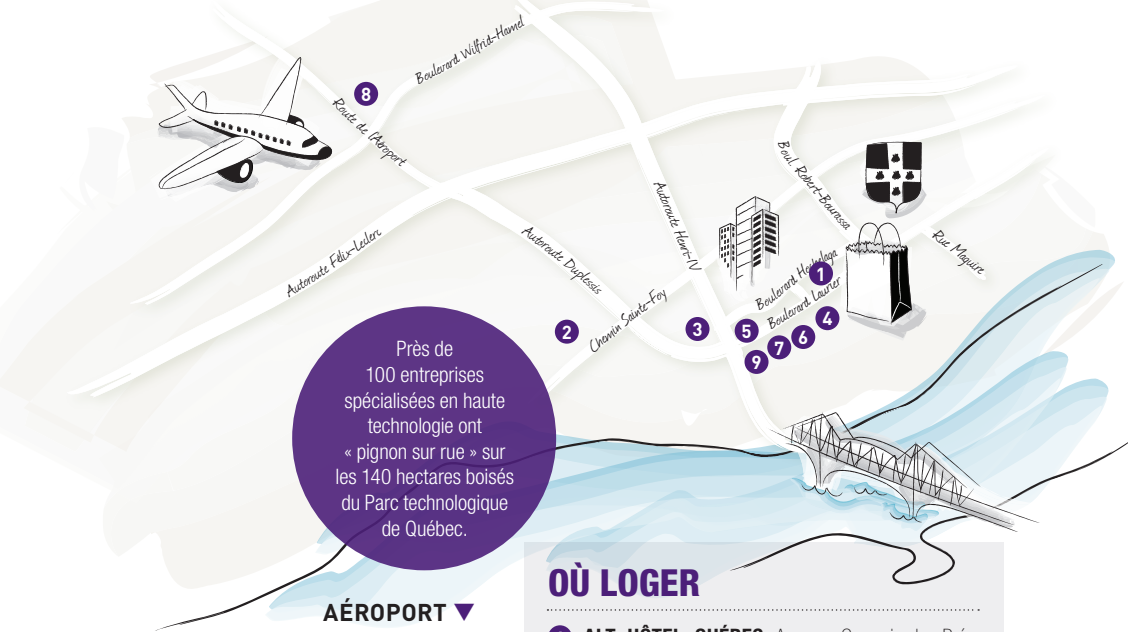 Boulevard Wilfrid-Hamel
8
Route de l'Aéroport
Boul. Robert-Bourassa
Autoroute Henri-IV
Autoroute Félix-Leclerc
Autoroute Duplessis
Rue Maguire
Boulevard Hochelaga
1
Boulevard Laurier
Chemin Sainte-Foy
2
3
5
4
6
7
9
Près de
100 entreprises
spécialisées en haute
technologie ont
« pignon sur rue » sur
les 140 hectares boisés
du Parc technologique
de Québec.
OÙ LOGER
AÉROPORT ▼
ALT HÔTEL QUÉBEC